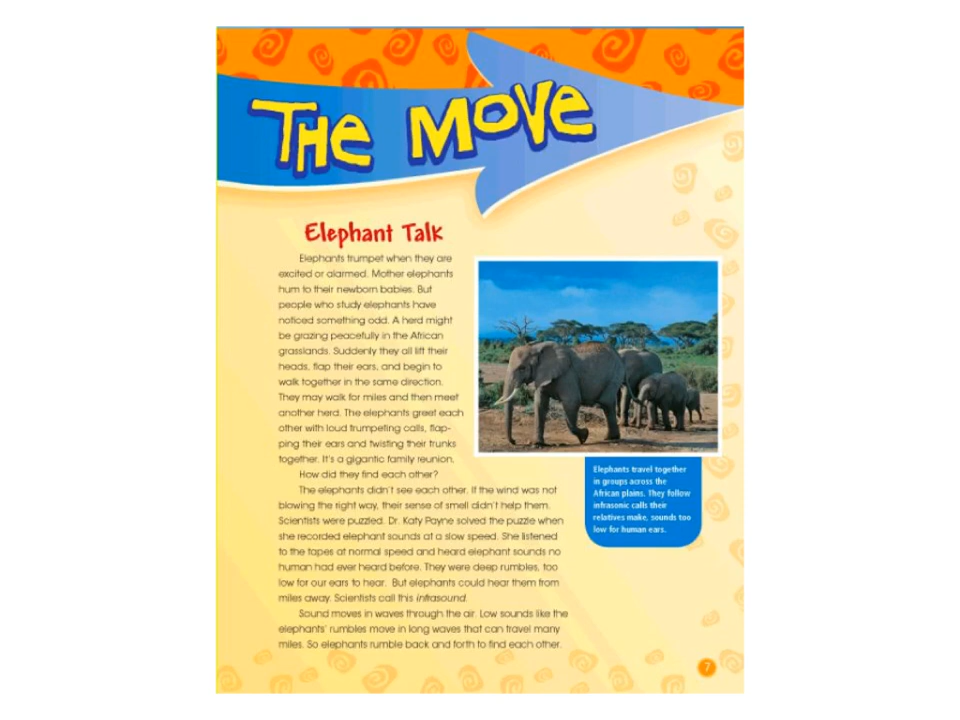 THE MOVE
Elephant Talk
Elephants trumpet when they are
excited or alarmed. Mother elephants
hum to their newborn babies. But
people who study elephants have
noticed something odd. A herd might
be grazing peacefully in the African
grasslands. Suddenly they all lift their
heads, flap their ears, and begin to
walk together in the same direction.
They may walk for miles and then meet
another herd. The elephants greet each
other with loud trumpeting calls, flap-
ping their ears and twisting their trunks
together. It's a gigantic family reunion.
How did they find each other?
The elephants didn't see each other. If the wind was not
blowing the right way, their sense of smell didn't help them.
Scientists were puzzled. Dr. Katy Payne solved the puzzle when
she recorded elephant sounds at a slow speed. She listened
to the tapes at normal speed and heard elephant sounds no
human had ever heard before. They were deep rumbles, too
low for our ears to hear. But elephants could hear them from
miles away. Scientists call this infrasound.
Sound moves in waves through the air. Low sounds like the
elephants' rumbles move in long waves that can travel many
miles. So elephants rumble back and forth to find each other.
Elephants travel together
in groups across the
African plains. They follow
infrasonic calls their
relatives make, sounds too
low for human ears.
7